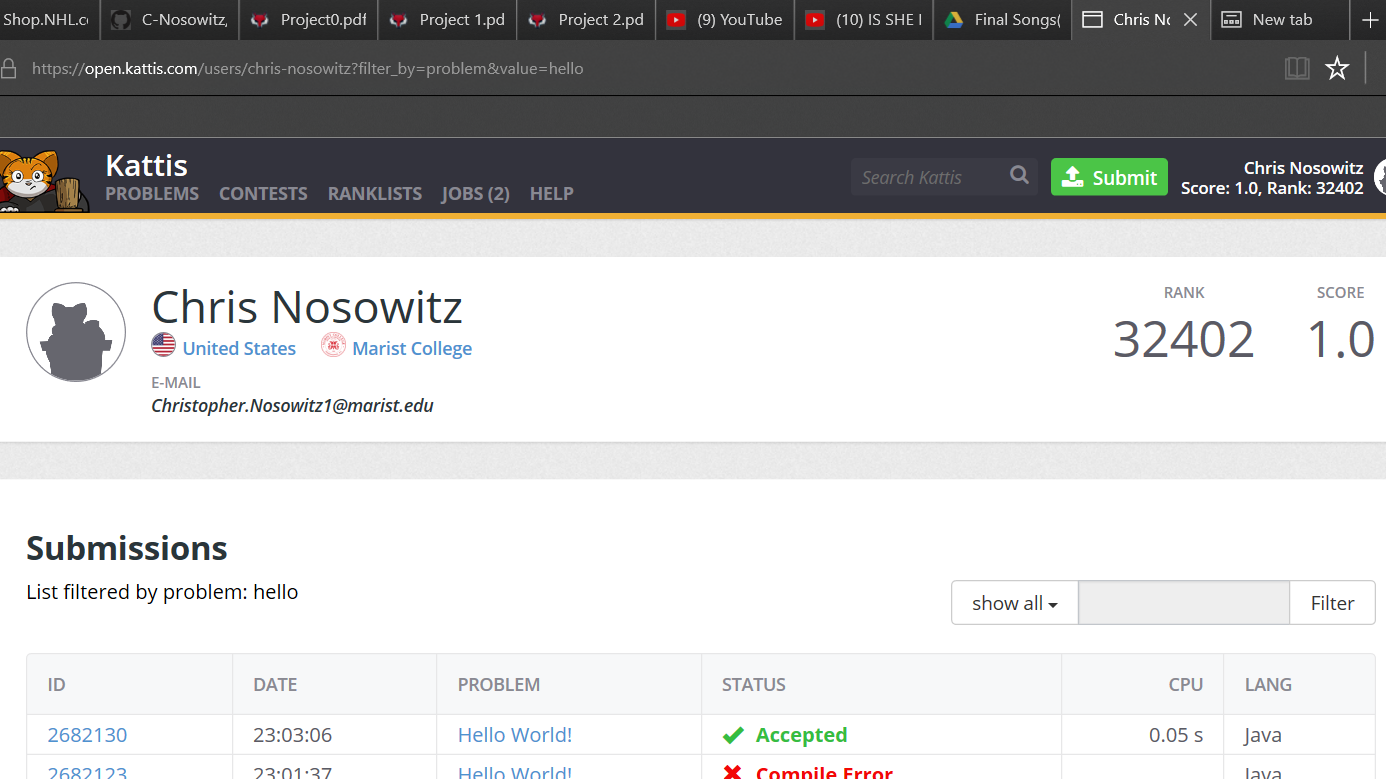 Shop.NHL.co C-Nosowitz, Project0.pdf Project 1.pd Project 2.pd (9) YouTube (10) IS SHE I Final Songs( Chris No New tab
https://open.kattis.com/users/chris-nosowitz?filter_by=problem&value=hello
Kattis
PROBLEMS CONTESTS RANKLISTS JOBS (2) HELP
Search Kattis
Submit
Chris Nosowitz
Score: 1.0, Rank: 32402
Chris Nosowitz
United States Marist College
E-MAIL
Christopher.Nosowitz1@marist.edu
RANK SCORE
32402 1.0
Submissions
List filtered by problem: hello
show all Filter
ID DATE PROBLEM STATUS CPU LANG
2682130 23:03:06 Hello World! Accepted 0.05 s Java
2682123 23:01:37 Hello World! Compile Error Java